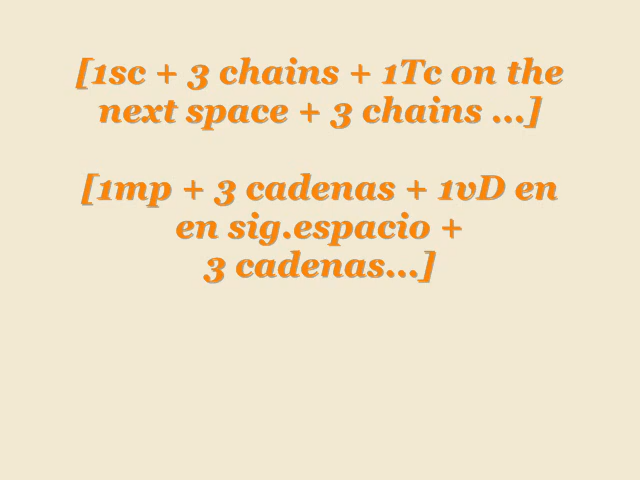 [1sc + 3 chains + 1Tc on the
next space + 3 chains ...]
[1mp + 3 cadenas + 1vD en
en sig.espacio +
3 cadenas...]